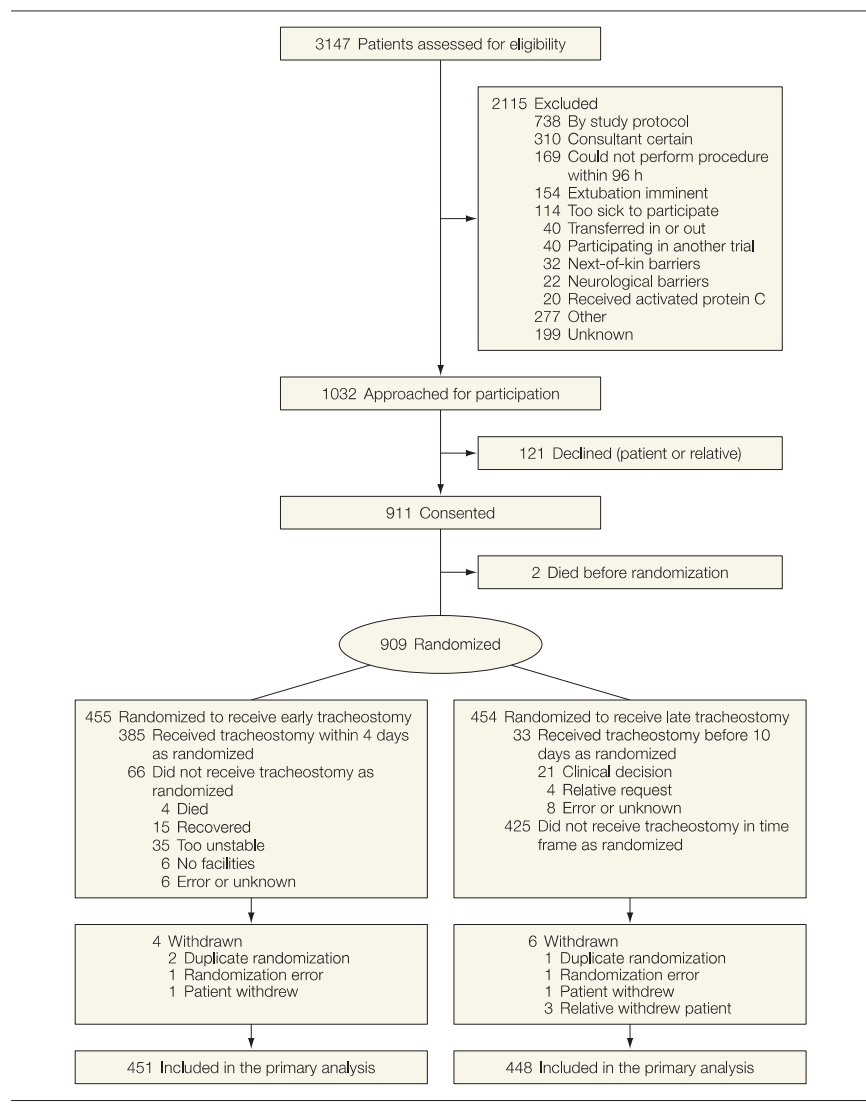 3147 Patients assessed for eligibility
2115 Excluded
738 By study protocol
310 Consultant certain
169 Could not perform procedure
within 96 h
154 Extubation imminent
114 Too sick to participate
40 Transferred in or out
40 Participating in another trial
32 Next-of-kin barriers
22 Neurological barriers
20 Received activated protein C
277 Other
199 Unknown
1032 Approached for participation
121 Declined (patient or relative)
911 Consented
2 Died before randomization
909 Randomized
455 Randomized to receive early tracheostomy
385 Received tracheostomy within 4 days
as randomized
66 Did not receive tracheostomy as
randomized
4 Died
15 Recovered
35 Too unstable
6 No facilities
6 Error or unknown
454 Randomized to receive late tracheostomy
33 Received tracheostomy before 10
days as randomized
21 Clinical decision
4 Relative request
8 Error or unknown
425 Did not receive tracheostomy in time
frame as randomized
4 Withdrawn
2 Duplicate randomization
1 Randomization error
1 Patient withdrew
6 Withdrawn
1 Duplicate randomization
1 Randomization error
1 Patient withdrew
3 Relative withdrew patient
451 Included in the primary analysis
448 Included in the primary analysis